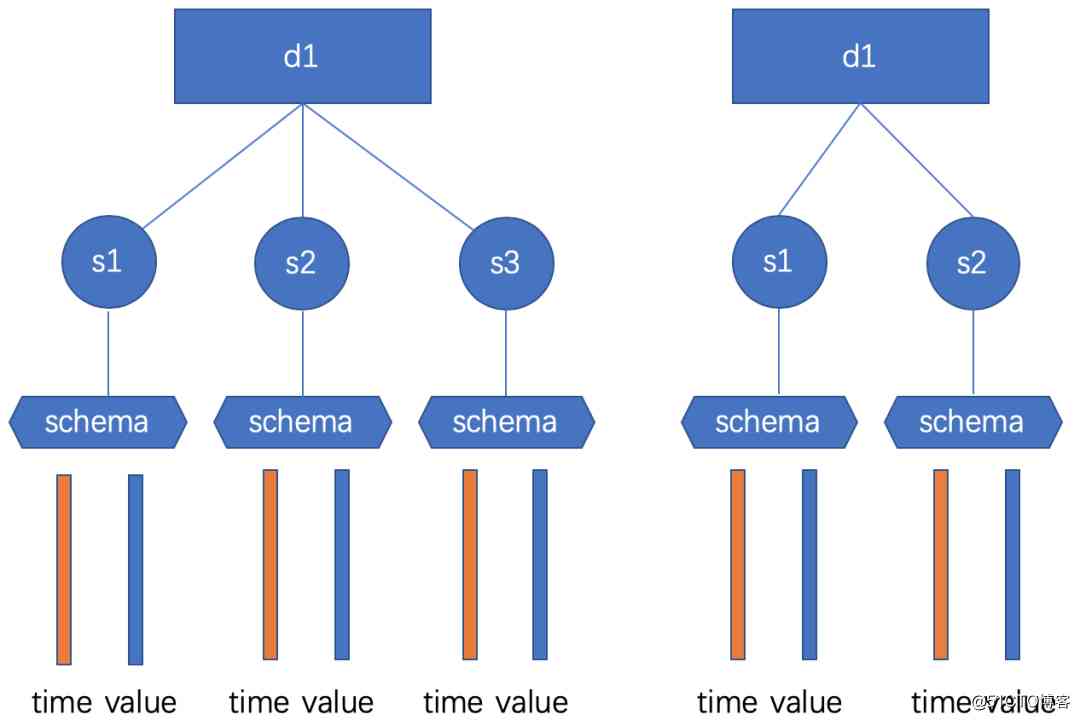 d1 d1
s1 s2 s3 s1 s2
schema schema schema schema schema
time value time value time value time value time value
@51CTO博客